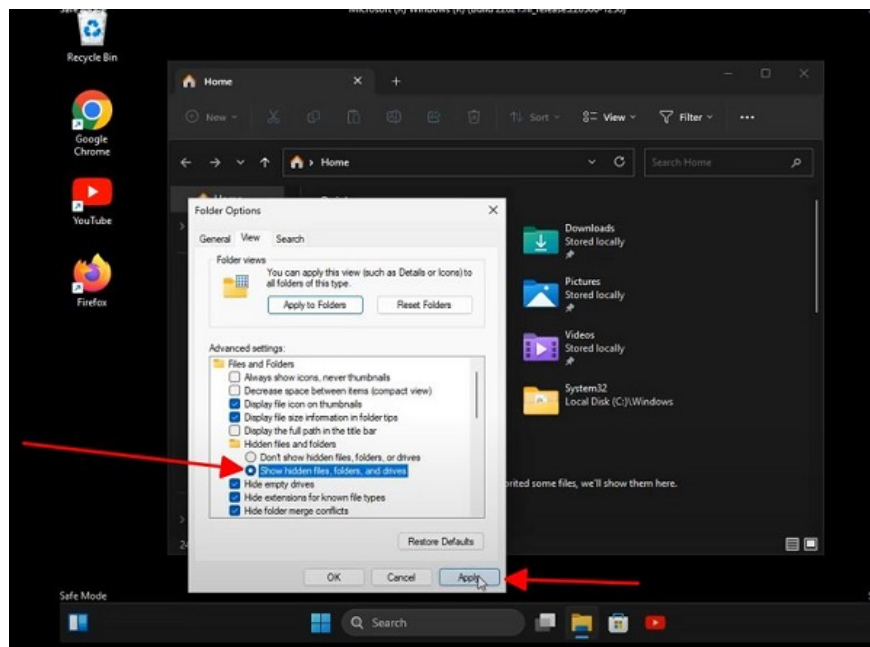 Microsoft (R) Windows (R) (Build
Recycle Bin
Home
New
Sort
View
Filter
Home
Search Home
Google
Chrome
YouTube
Firefox
Downloads
Stored locally
Pictures
Stored locally
Videos
Stored locally
System32
Local Disk (C:)\Windows
orited some files, we'll show them here.
Folder Options
General View Search
Folder views
You can apply this view (such as Details or Icons) to
all folders of this type.
Apply to Folders Reset Folders
Advanced settings:
Files and Folders
Always show icons, never thumbnails
Decrease space between items (compact view)
Display file icon on thumbnails
Display file size information in folder tips
Display the full path in the title bar
Hidden files and folders
Don't show hidden files, folders, or drives
Show hidden files, folders, and drives
Hide empty drives
Hide extensions for known file types
Hide folder merge conflicts
Restore Defaults
OK Cancel Apply
Safe Mode
Search